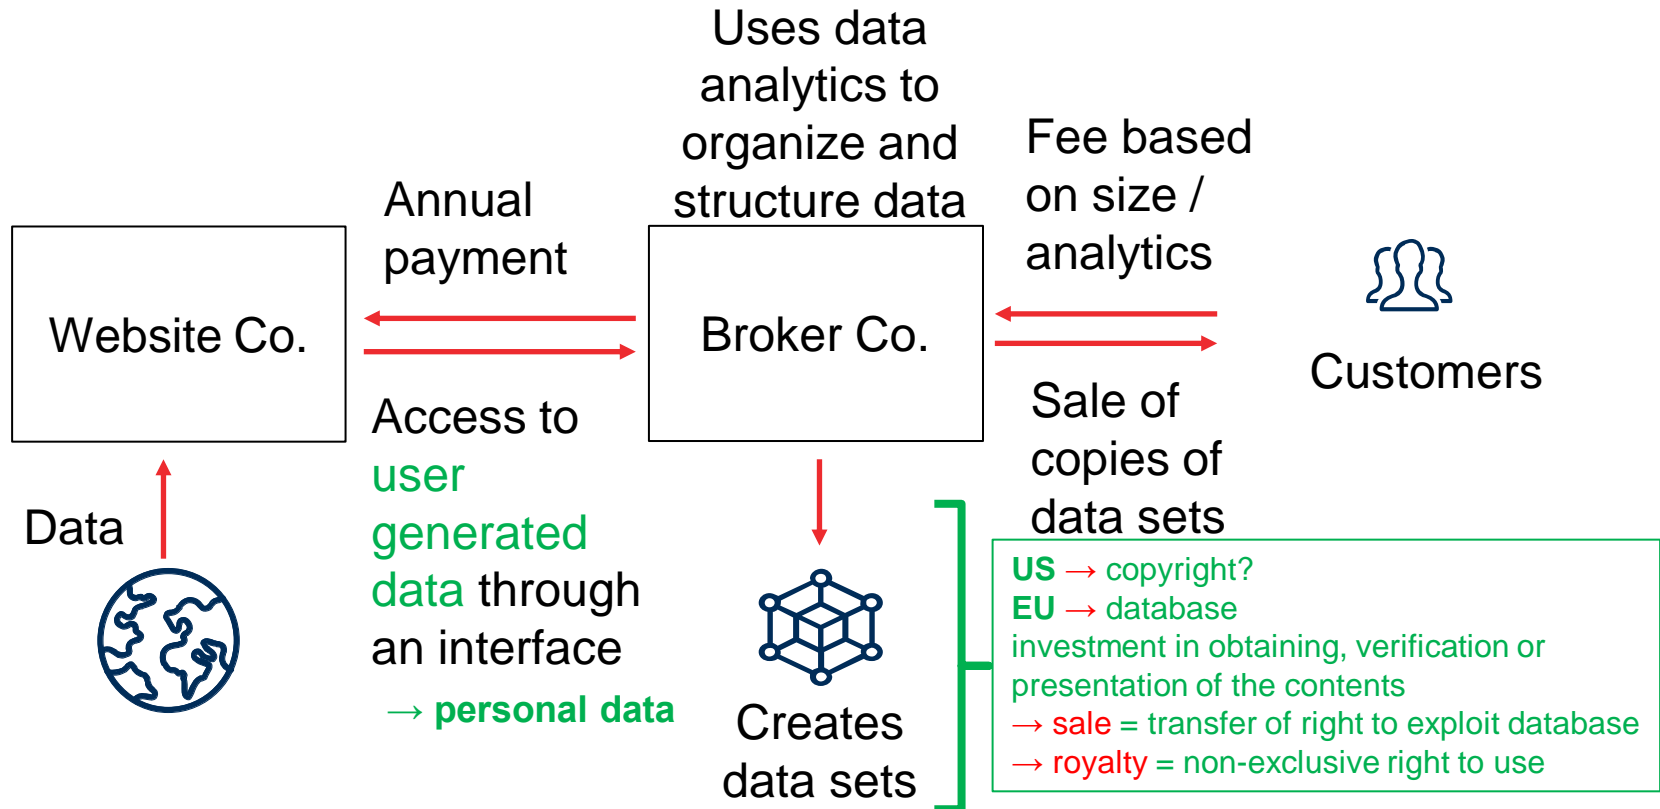 Uses data
analytics to
organize and
structure data
Annual
payment
Fee based
on size /
analytics
Website Co.
Broker Co.
Customers
Access to
user
generated
data through
an interface
→ personal data
Data
Sale of
copies of
data sets
Creates
data sets
US → copyright?
EU → database
investment in obtaining, verification or
presentation of the contents
→ sale = transfer of right to exploit database
→ royalty = non-exclusive right to use